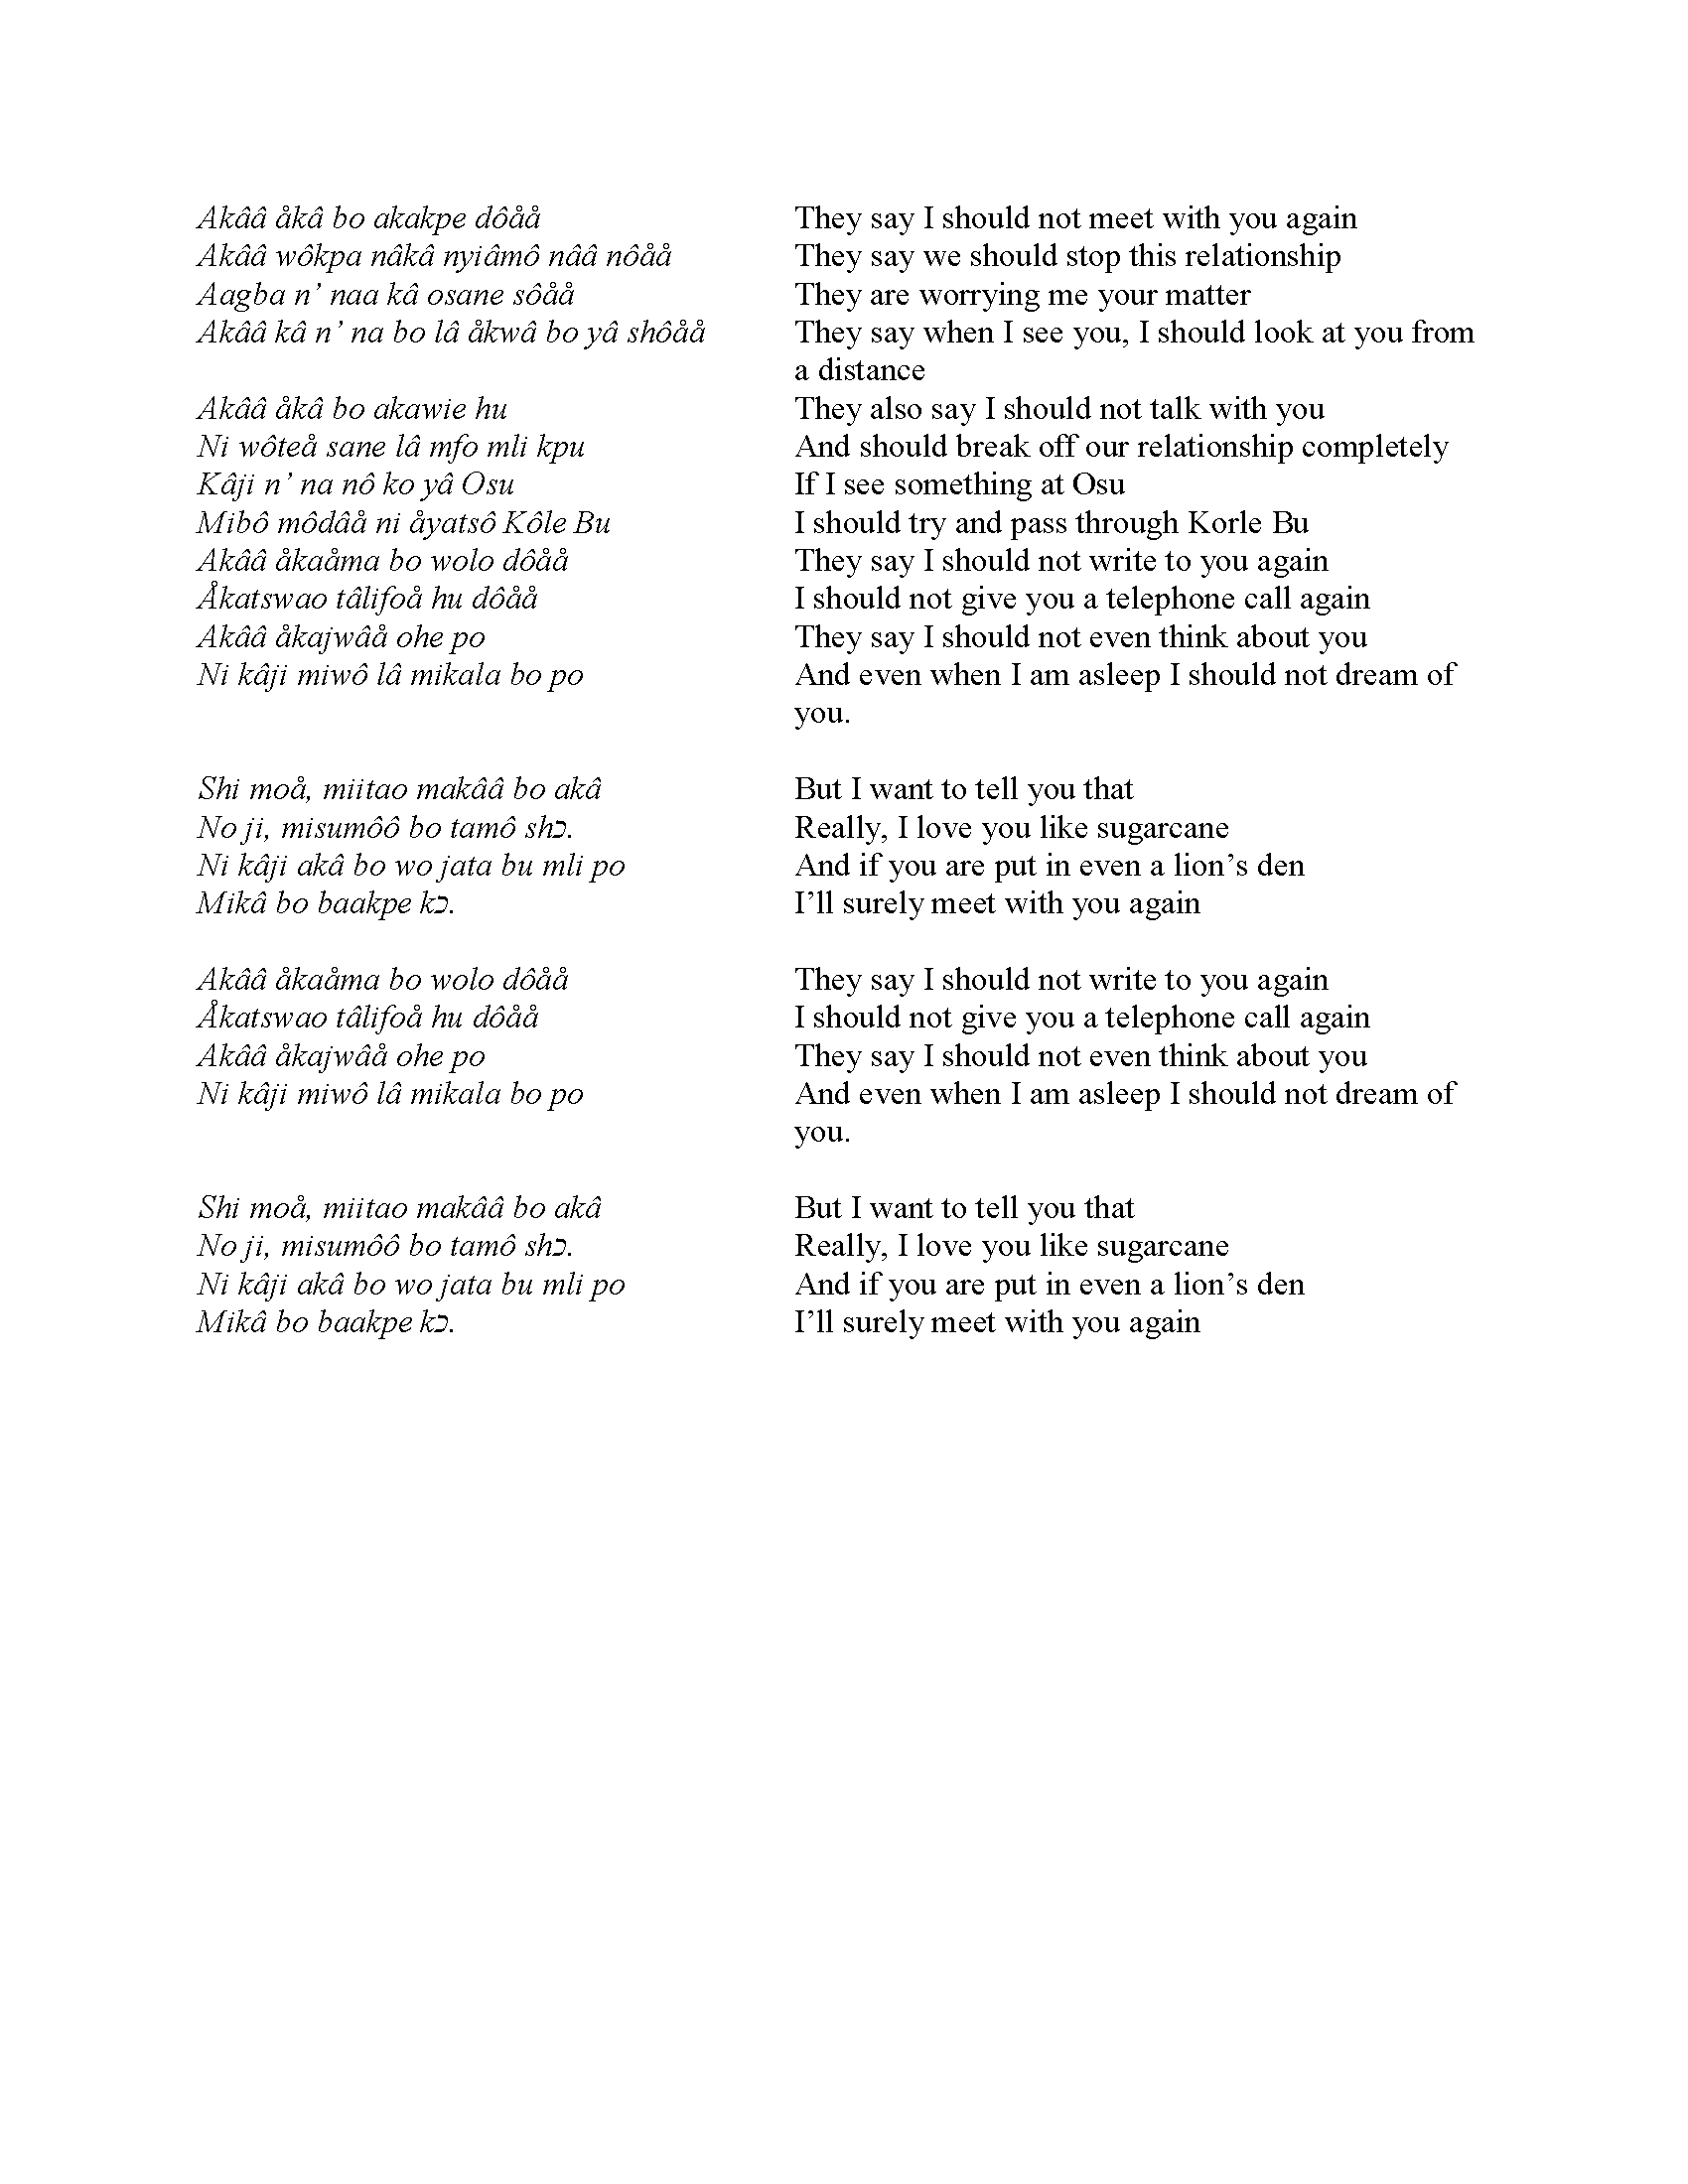 Akââ åkâ bo akakpe dôåå
They say I should not meet with you again
Akââ wôkpa nâkâ nyiâmô nââ nôåå
They say we should stop this relationship
Aagba n’ naa kâ osane sôåå
They are worrying me your matter
Akââ kâ n’ na bo lâ åkwâ bo yâ shôåå
They say when I see you, I should look at you from
a distance
Akââ åkâ bo akawie hu
They also say I should not talk with you
Ni wôteå sane lâ mfo mli kpu
And should break off our relationship completely
Kâji n’ na nô ko yâ Osu
If I see something at Osu
Mibô môdâå ni åyatsô Kôle Bu
I should try and pass through Korle Bu
Akââ åkaåma bo wolo dôåå
They say I should not write to you again
Åkatswao tâlifoå hu dôåå
I should not give you a telephone call again
Akââ åkajwâå ohe po
They say I should not even think about you
Ni kâji miwô lâ mikala bo po
And even when I am asleep I should not dream of
you.
Shi moå, miitao makââ bo akâ
But I want to tell you that
No ji, misumôô bo tamô shɔ.
Really, I love you like sugarcane
Ni kâji akâ bo wo jata bu mli po
And if you are put in even a lion’s den
Mikâ bo baakpe kɔ.
I’ll surely meet with you again
Akââ åkaåma bo wolo dôåå
They say I should not write to you again
Åkatswao tâlifoå hu dôåå
I should not give you a telephone call again
Akââ åkajwâå ohe po
They say I should not even think about you
Ni kâji miwô lâ mikala bo po
And even when I am asleep I should not dream of
you.
Shi moå, miitao makââ bo akâ
But I want to tell you that
No ji, misumôô bo tamô shɔ.
Really, I love you like sugarcane
Ni kâji akâ bo wo jata bu mli po
And if you are put in even a lion’s den
Mikâ bo baakpe kɔ.
I’ll surely meet with you again